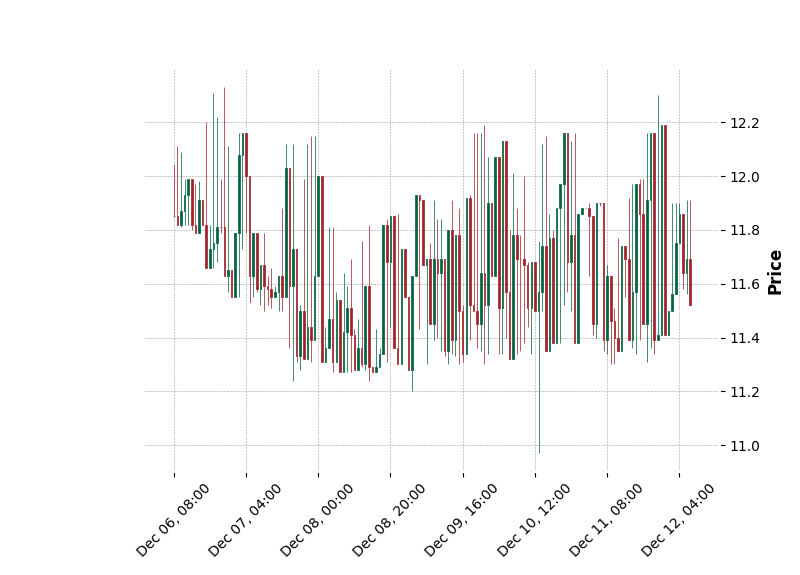 12.2
12.0
11.8
11.6
11.4
11.2
11.0
Price
Dec 06, 08:00
Dec 07, 04:00
Dec 08, 00:00
Dec 08, 20:00
Dec 09, 16:00
Dec 10, 12:00
Dec 11, 08:00
Dec 12, 04:00